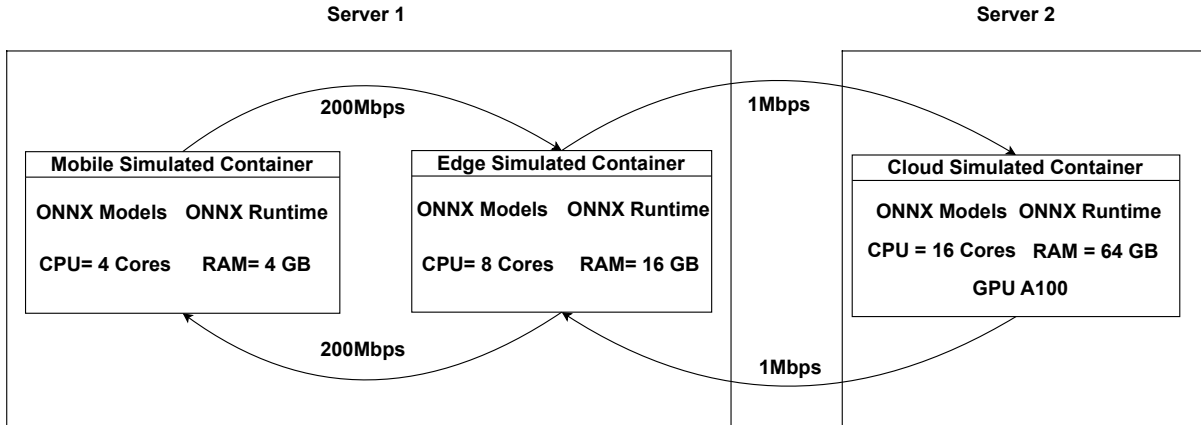 Server 1
Server 2
200Mbps
1Mbps
Mobile Simulated Container
ONNX Models ONNX Runtime
CPU= 4 Cores RAM= 4 GB
Edge Simulated Container
ONNX Models ONNX Runtime
CPU= 8 Cores RAM= 16 GB
Cloud Simulated Container
ONNX Models ONNX Runtime
CPU = 16 Cores RAM = 64 GB
GPU A100
200Mbps
1Mbps